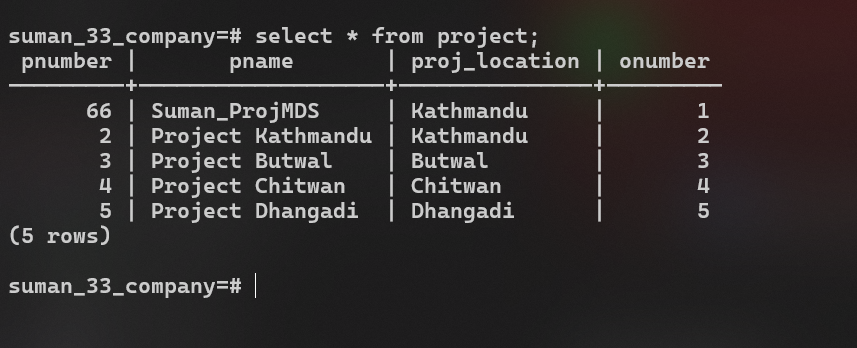 suman_33_company=# select * from project;
 pnumber |       pname        | proj_location | onumber
---------+--------------------+---------------+---------
      66 | Suman_ProjMDS      | Kathmandu     |       1
       2 | Project Kathmandu  | Kathmandu     |       2
       3 | Project Butwal     | Butwal        |       3
       4 | Project Chitwan    | Chitwan       |       4
       5 | Project Dhangadi   | Dhangadi      |       5
(5 rows)
suman_33_company=#